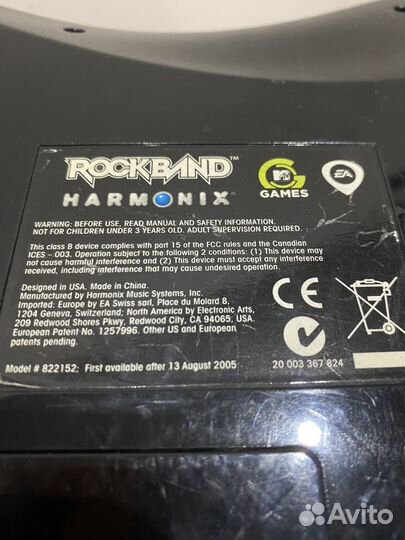 ROCKBAND™
HARMONIX®
G
MTV
GAMES
EA
WARNING: BEFORE USE, READ MANUAL AND SAFETY INFORMATION.
NOT FOR CHILDREN UNDER 3 YEARS OLD. ADULT SUPERVISION REQUIRED.
This class B device complies with part 15 of the FCC rules and the Canadian
ICES – 003. Operation subject to the following 2 conditions: (1) This device may
not cause harmful interference and (2) This device must accept any interference
received, including interference that may cause undesired operation.
Designed in USA. Made in China.
Manufactured by Harmonix Music Systems, Inc.
Imported: Europe by EA Swiss sarl, Place du Molard 8,
1204 Geneva, Switzerland; North America by Electronic Arts,
209 Redwood Shores Pkwy, Redwood City, CA 94065, USA.
European Patent No. 1257996. Other US and European
patents pending.
CE
N
20 003 367 824
Model # 822152; First available after 13 August 2005
Avito